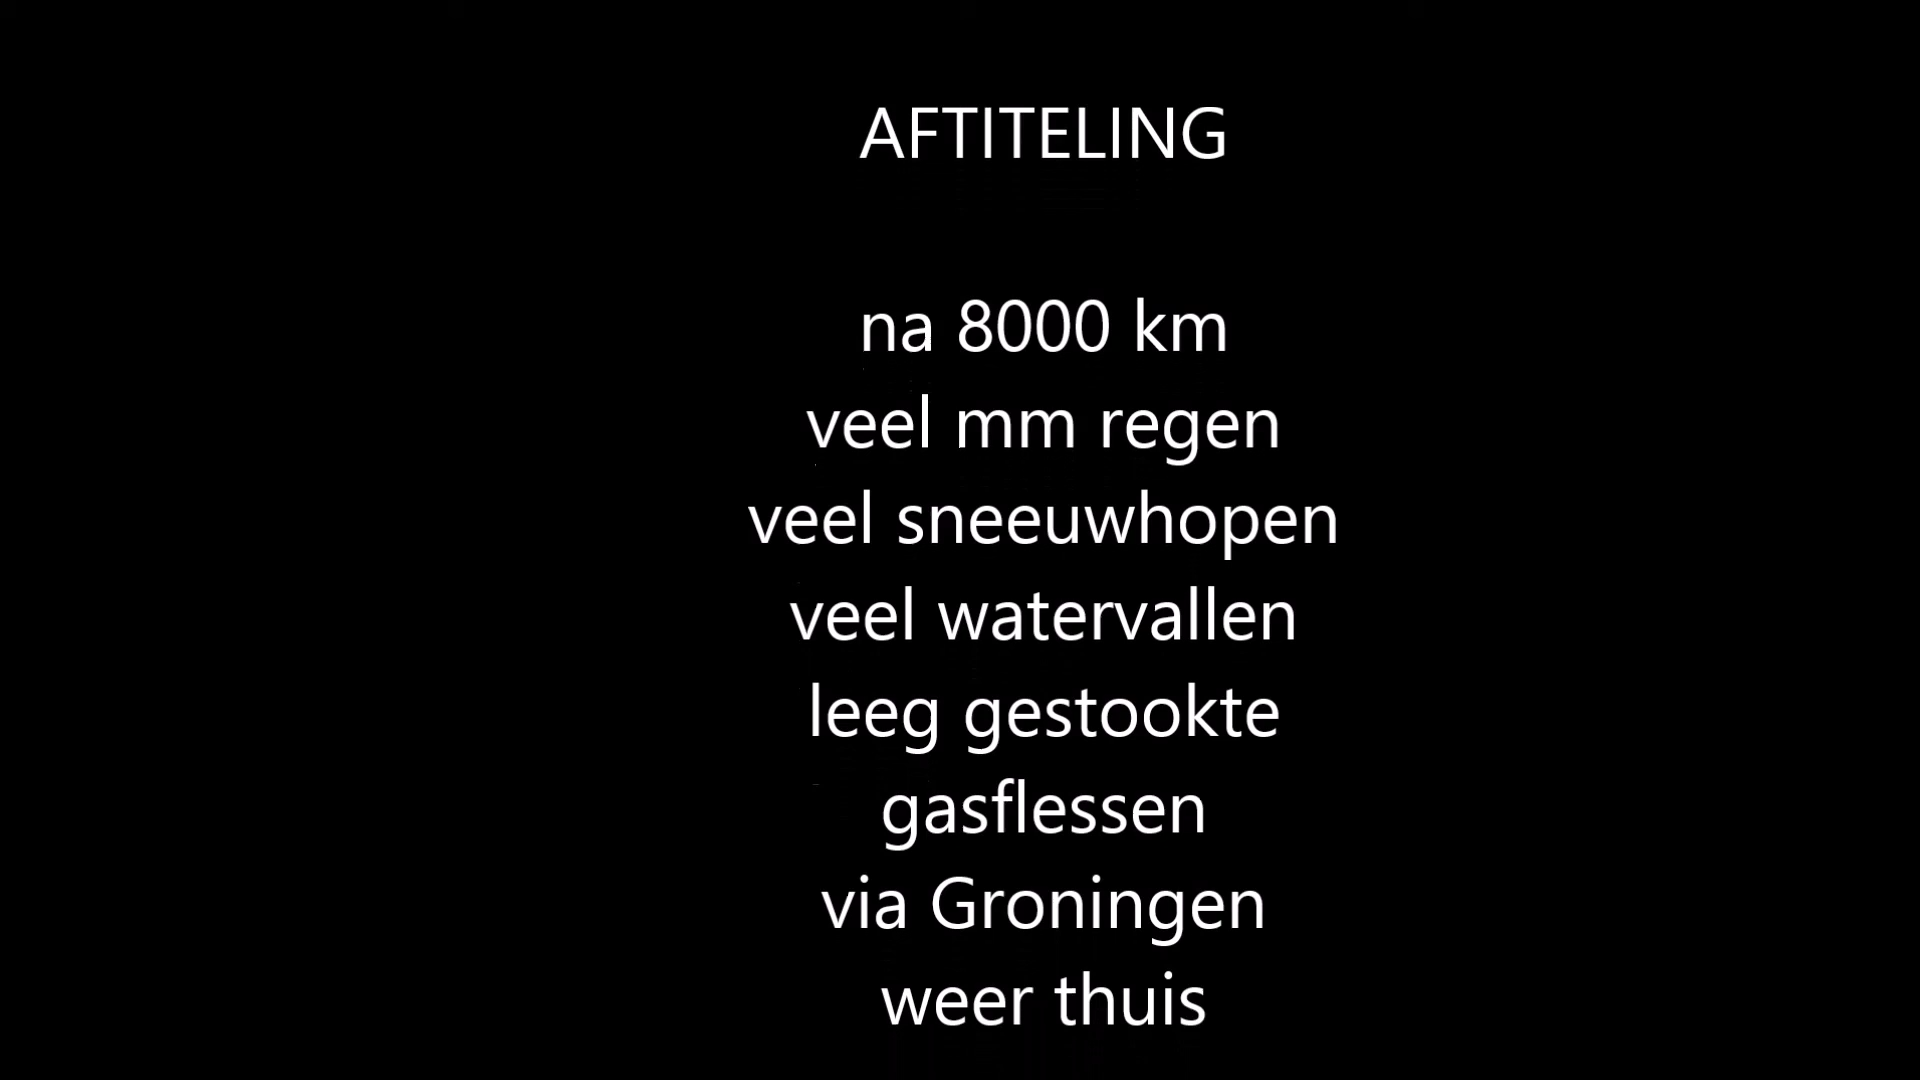 AFTITELING
na 8000 km
veel mm regen
veel sneeuwhopen
veel watervallen
leeg gestookte
gasflessen
via Groningen
weer thuis